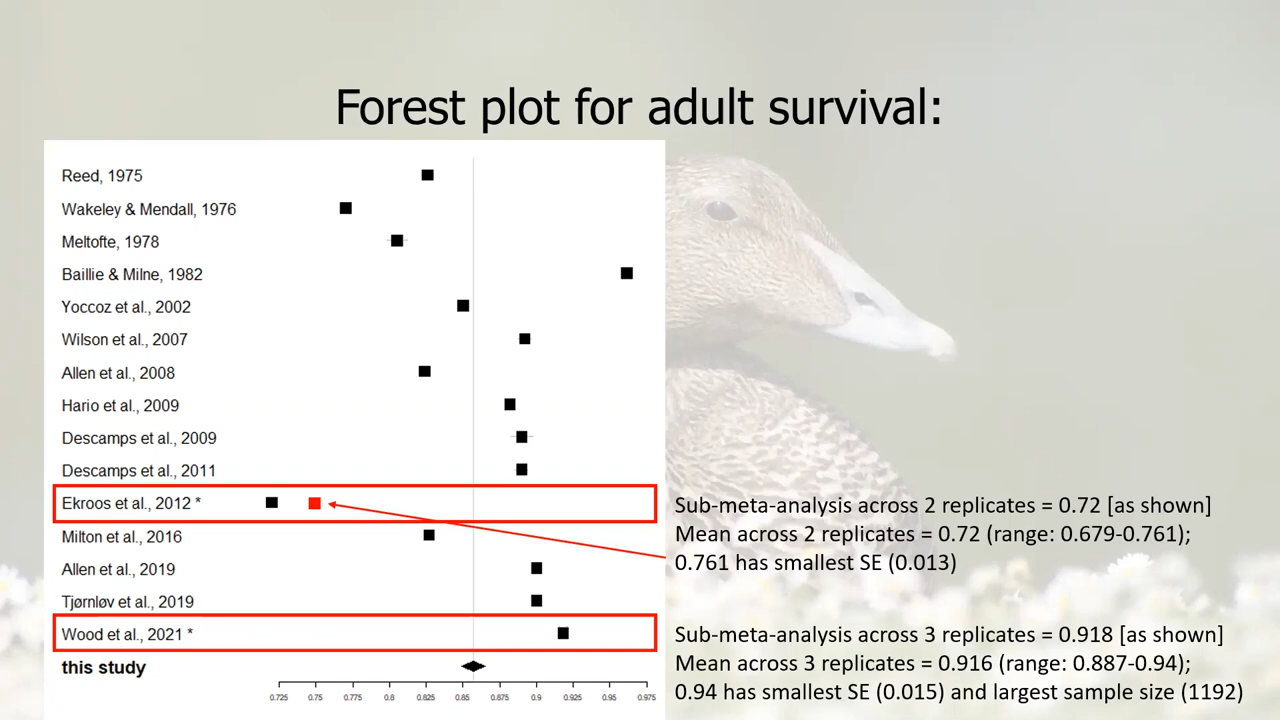 Forest plot for adult survival:
Reed, 1975
Wakeley & Mendall, 1976
Meltofte, 1978
Baillie & Milne, 1982
Yoccoz et al., 2002
Wilson et al., 2007
Allen et al., 2008
Hario et al., 2009
Descamps et al., 2009
Descamps et al., 2011
Ekroos et al., 2012 *
Milton et al., 2016
Allen et al., 2019
Tjørnløv et al., 2019
Wood et al., 2021 *
this study
0.725 0.75 0.775 0.8 0.825 0.85 0.875 0.9 0.925 0.95 0.975
Sub-meta-analysis across 2 replicates = 0.72 [as shown]
Mean across 2 replicates = 0.72 (range: 0.679-0.761);
0.761 has smallest SE (0.013)
Sub-meta-analysis across 3 replicates = 0.918 [as shown]
Mean across 3 replicates = 0.916 (range: 0.887-0.94);
0.94 has smallest SE (0.015) and largest sample size (1192)